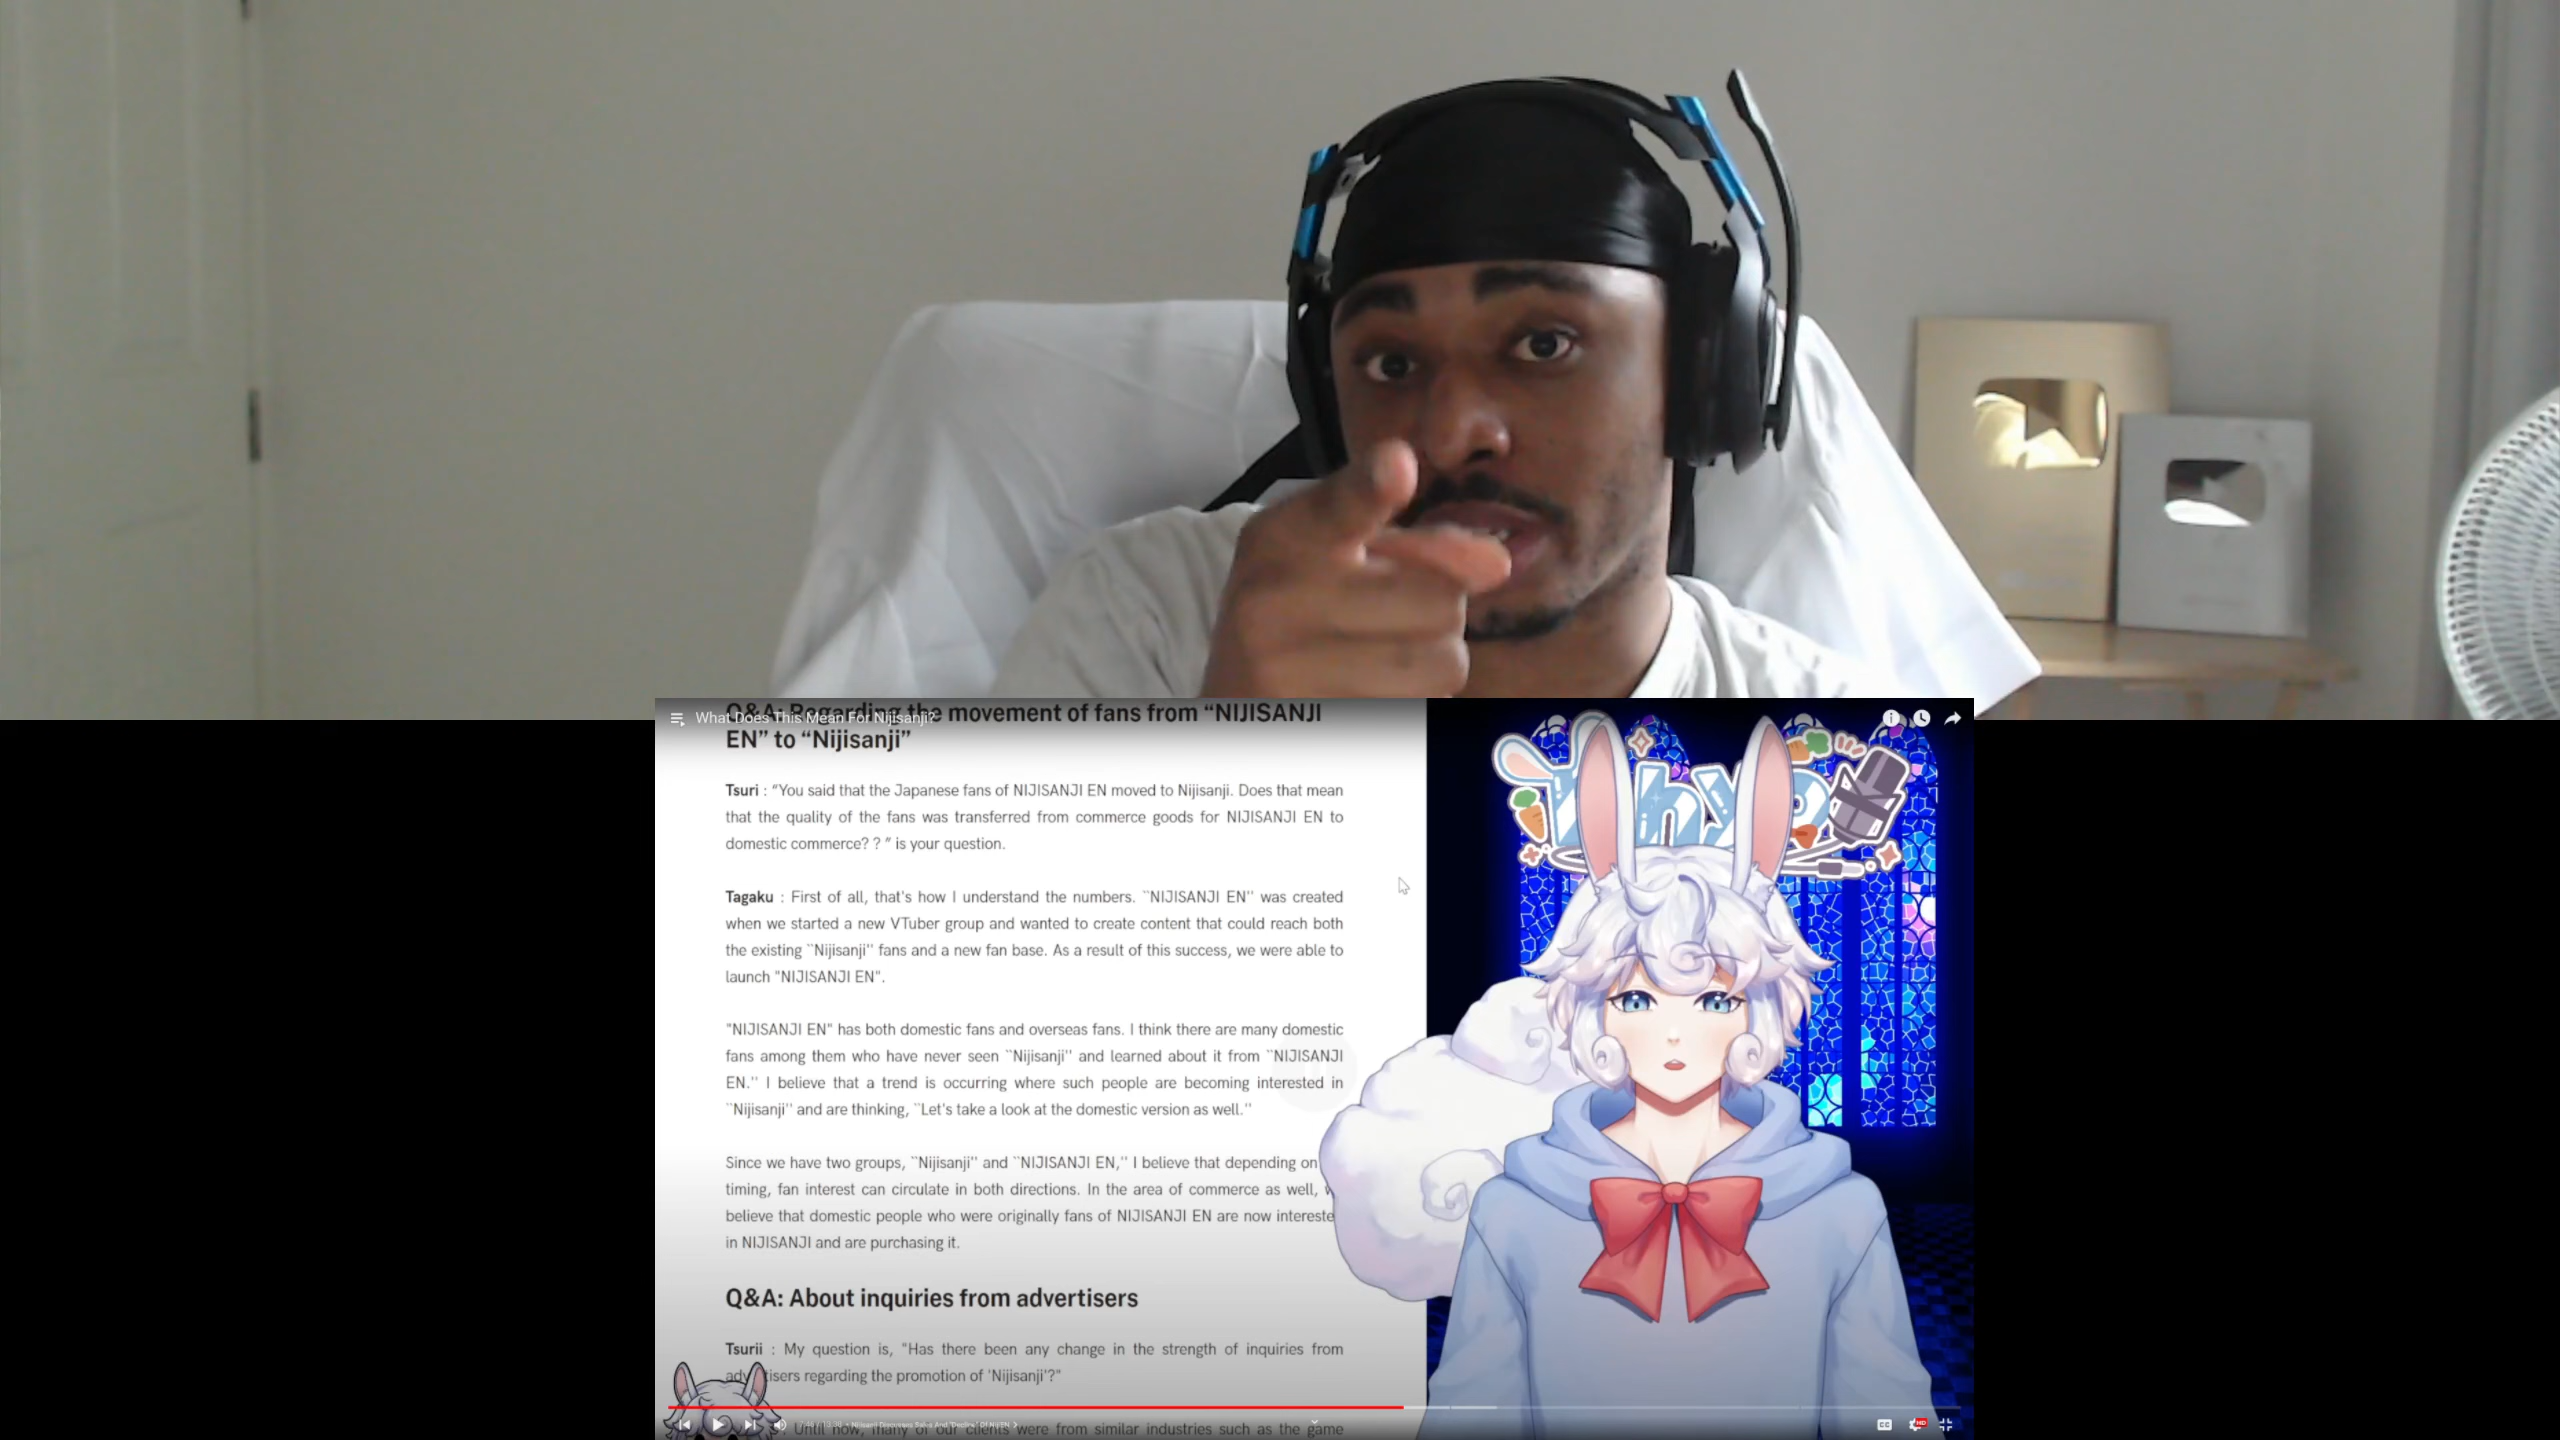 Q&A: Regarding the movement of fans from “NIJISANJI
What Does This Mean For Nijisanji?
EN” to “Nijisanji”
Tsuri : “You said that the Japanese fans of NIJISANJI EN moved to Nijisanji. Does that mean
that the quality of the fans was transferred from commerce goods for NIJISANJI EN to
domestic commerce? ? ” is your question.
Tagaku : First of all, that's how I understand the numbers. ``NIJISANJI EN'' was created
when we started a new VTuber group and wanted to create content that could reach both
the existing ``Nijisanji'' fans and a new fan base. As a result of this success, we were able to
launch "NIJISANJI EN".
"NIJISANJI EN" has both domestic fans and overseas fans. I think there are many domestic
fans among them who have never seen ``Nijisanji'' and learned about it from ``NIJISANJI
EN.'' I believe that a trend is occurring where such people are becoming interested in
``Nijisanji'' and are thinking, ``Let's take a look at the domestic version as well.''
Since we have two groups, ``Nijisanji'' and ``NIJISANJI EN,'' I believe that depending on
timing, fan interest can circulate in both directions. In the area of commerce as well,
believe that domestic people who were originally fans of NIJISANJI EN are now intereste
in NIJISANJI and are purchasing it.
Q&A: About inquiries from advertisers
Tsurii : My question is, "Has there been any change in the strength of inquiries from
advertisers regarding the promotion of 'Nijisanji'?"
Until now, many of our clients were from similar industries such as the game
CC
HD